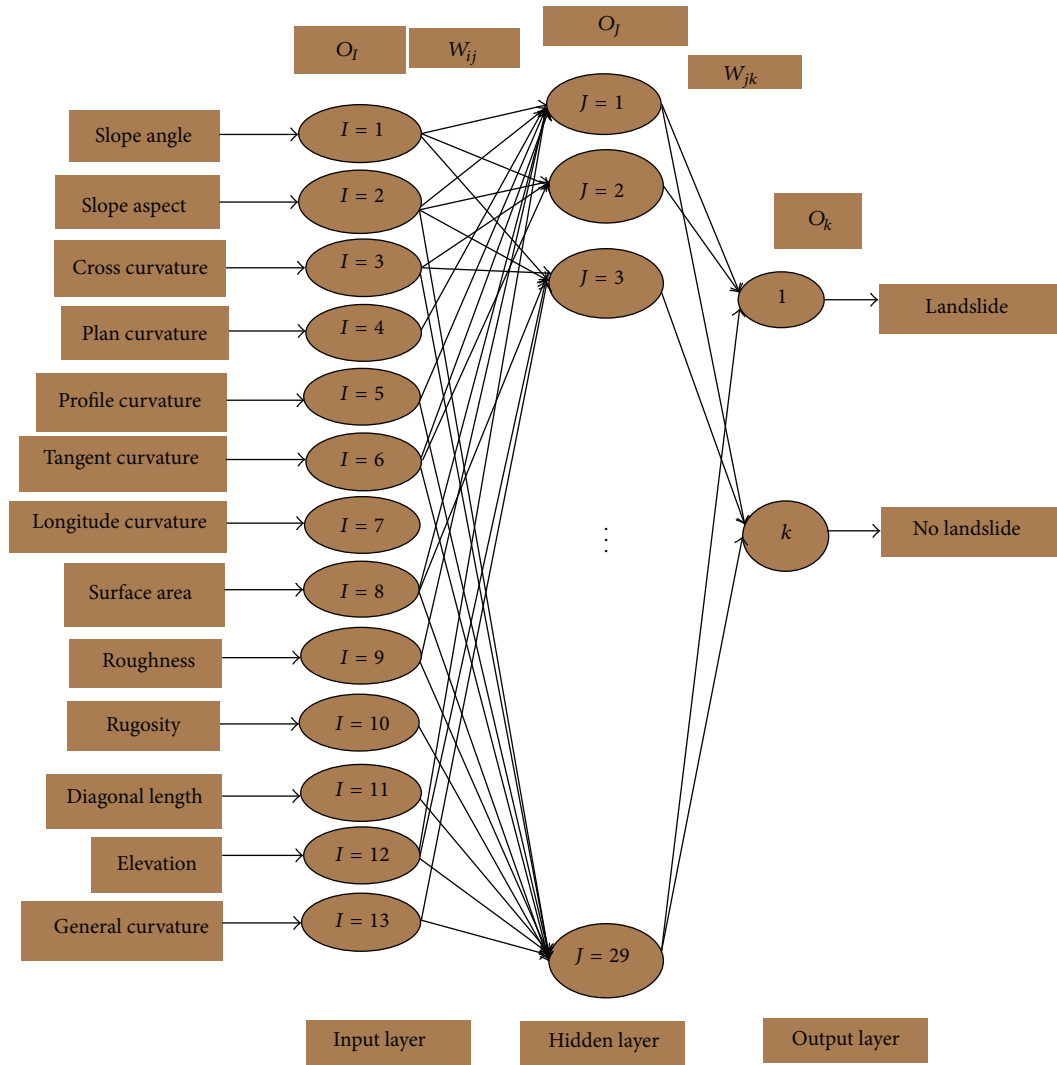 O_I
W_ij
O_J
W_jk
O_k
Slope angle
I = 1
Slope aspect
I = 2
Cross curvature
I = 3
Plan curvature
I = 4
Profile curvature
I = 5
Tangent curvature
I = 6
Longitude curvature
I = 7
Surface area
I = 8
Roughness
I = 9
Rugosity
I = 10
Diagonal length
I = 11
Elevation
I = 12
General curvature
I = 13
J = 1
J = 2
J = 3
⋮
J = 29
1
Landslide
k
No landslide
Input layer
Hidden layer
Output layer